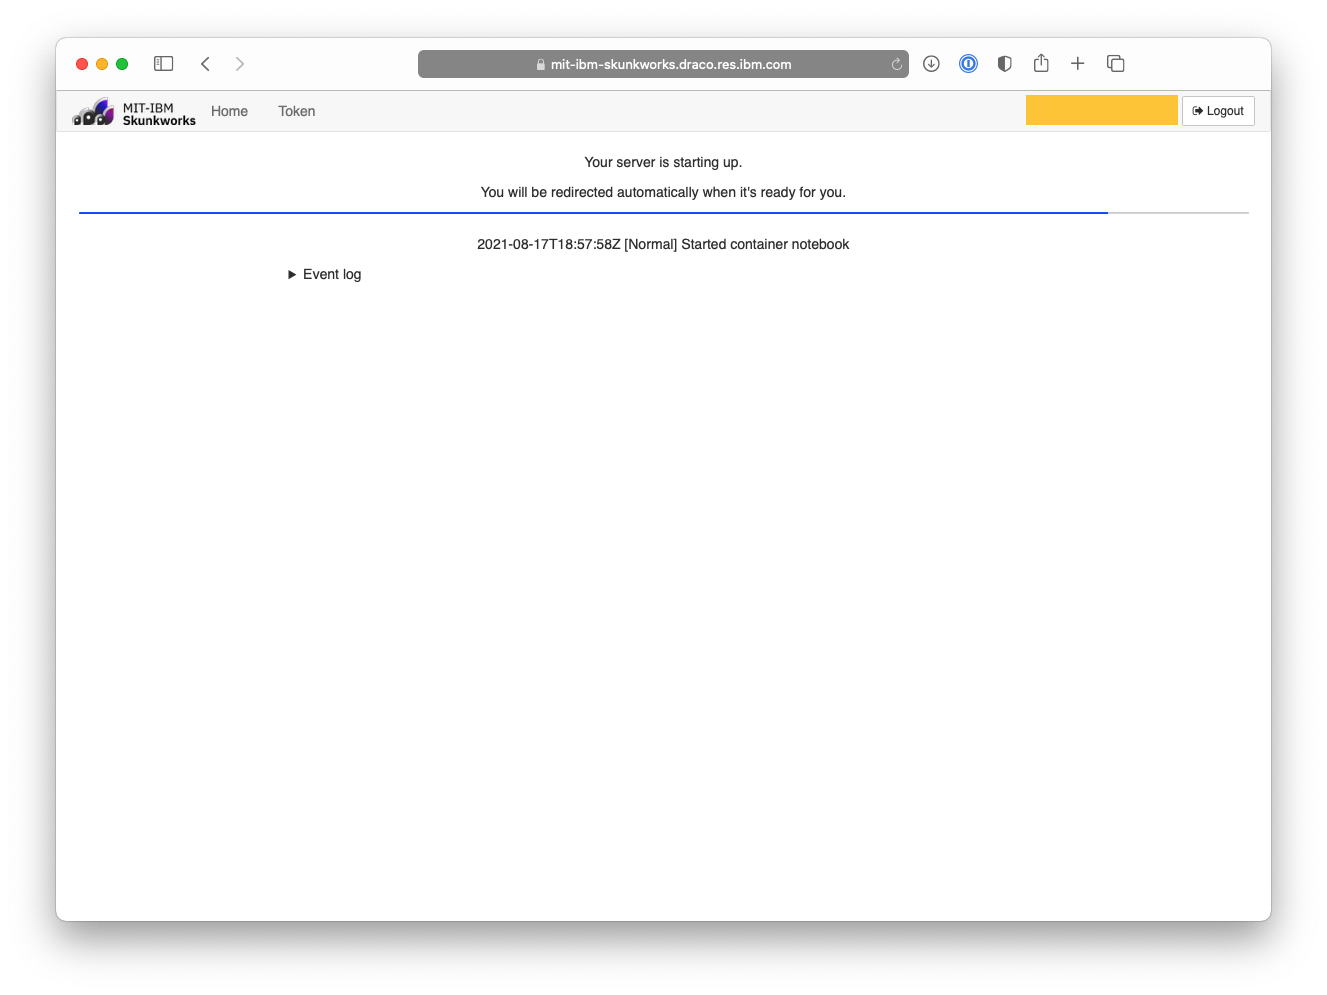 mit-ibm-skunkworks.draco.res.ibm.com
MIT-IBM
Skunkworks
Home
Token
Logout
Your server is starting up.
You will be redirected automatically when it's ready for you.
2021-08-17T18:57:58Z [Normal] Started container notebook
Event log